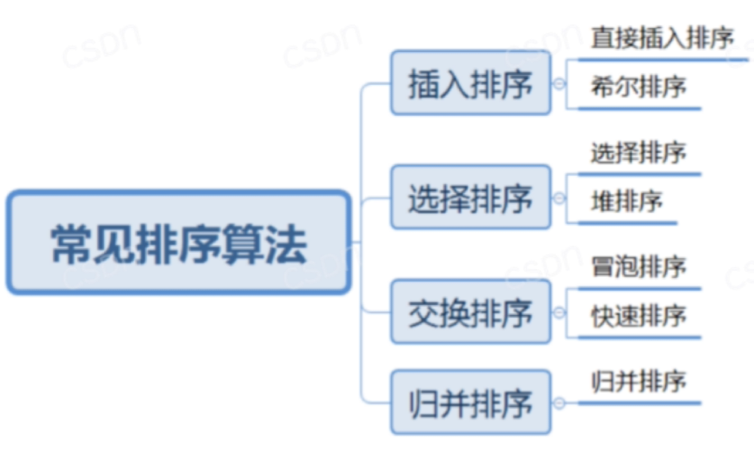 常见排序算法
插入排序
直接插入排序
希尔排序
选择排序
选择排序
堆排序
交换排序
冒泡排序
快速排序
归并排序
归并排序
CSDN
CSDN
CSDN
CSDN
CSDN
CSDN